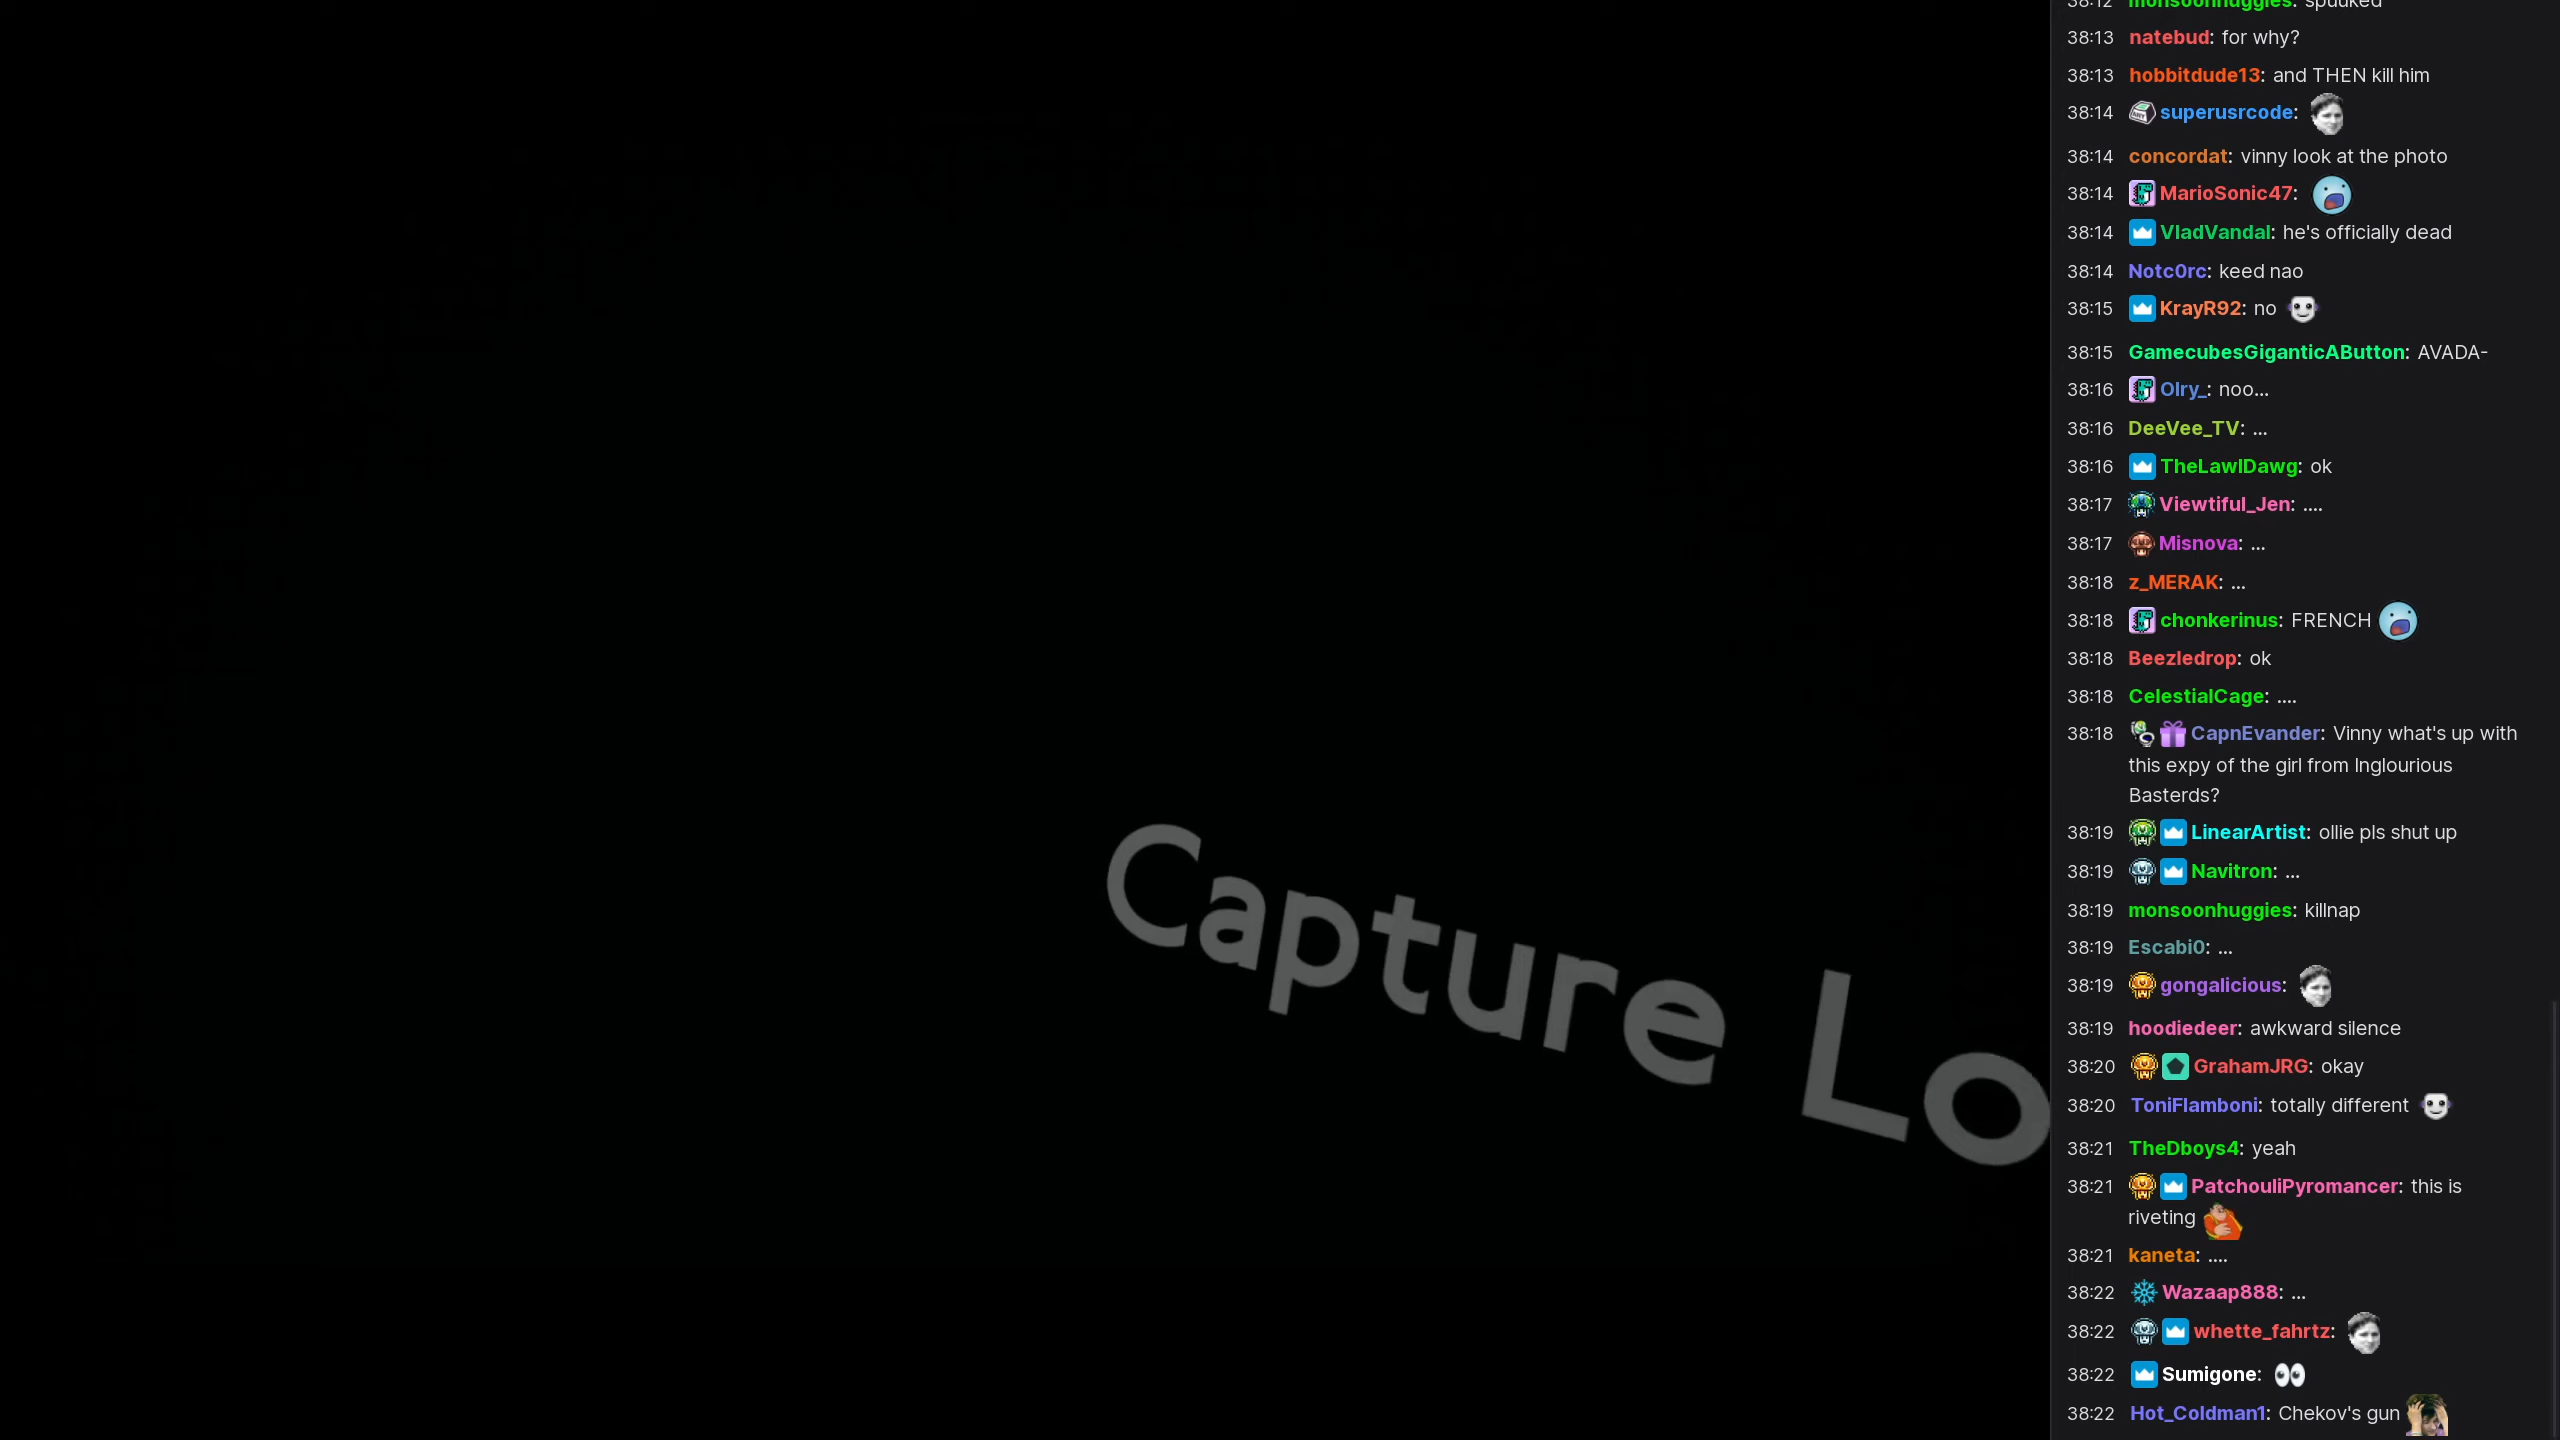 Capture Lo
38:12 monsoonhuggies: spuuked
38:13 natebud: for why?
38:13 hobbitdude13: and THEN kill him
38:14 superusrcode:
38:14 concordat: vinny look at the photo
38:14 MarioSonic47:
38:14 VladVandal: he's officially dead
38:14 Notc0rc: keed nao
38:15 KrayR92: no
38:15 GamecubesGiganticAButton: AVADA-
38:16 Olry_: noo...
38:16 DeeVee_TV: ...
38:16 TheLawlDawg: ok
38:17 Viewtiful_Jen: ....
38:17 Misnova: ...
38:18 z_MERAK: ...
38:18 chonkerinus: FRENCH
38:18 Beezledrop: ok
38:18 CelestialCage: ....
38:18 CapnEvander: Vinny what's up with
this expy of the girl from Inglourious
Basterds?
38:19 LinearArtist: ollie pls shut up
38:19 Navitron: ...
38:19 monsoonhuggies: killnap
38:19 Escabi0: ...
38:19 gongalicious:
38:19 hoodiedeer: awkward silence
38:20 GrahamJRG: okay
38:20 ToniFlamboni: totally different
38:21 TheDboys4: yeah
38:21 PatchouliPyromancer: this is
riveting
38:21 kaneta: ....
38:22 Wazaap888: ...
38:22 whette_fahrtz:
38:22 Sumigone:
38:22 Hot_Coldman1: Chekov's gun